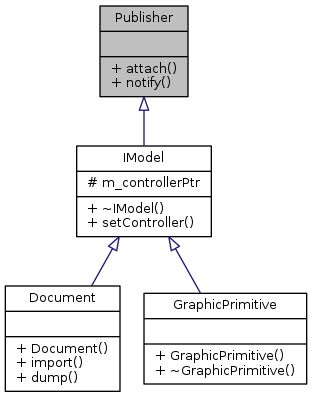 Publisher
+ attach()
+ notify()
IModel
# m_controllerPtr
+ ~IModel()
+ setController()
Document
+ Document()
+ import()
+ dump()
GraphicPrimitive
+ GraphicPrimitive()
+ ~GraphicPrimitive()